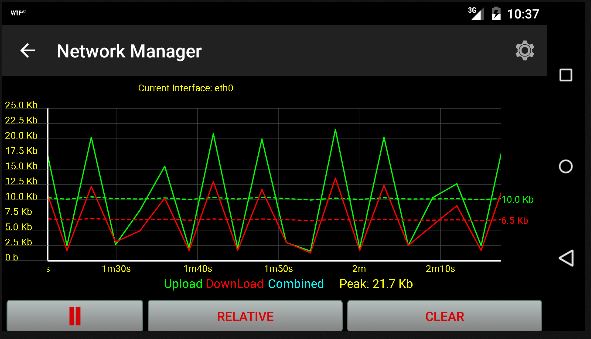 WIFI
3G
10:37
Network Manager
Current Interface: eth0
25.0 Kb
22.5 Kb
20.0 Kb
17.5 Kb
15.0 Kb
12.5 Kb
10.0 Kb
7.5 Kb
5.0 Kb
2.5 Kb
0 b
10.0 Kb
6.5 Kb
s 1m30s 1m40s 1m50s 2m 2m10s
Upload DownLoad Combined Peak. 21.7 Kb
RELATIVE
CLEAR